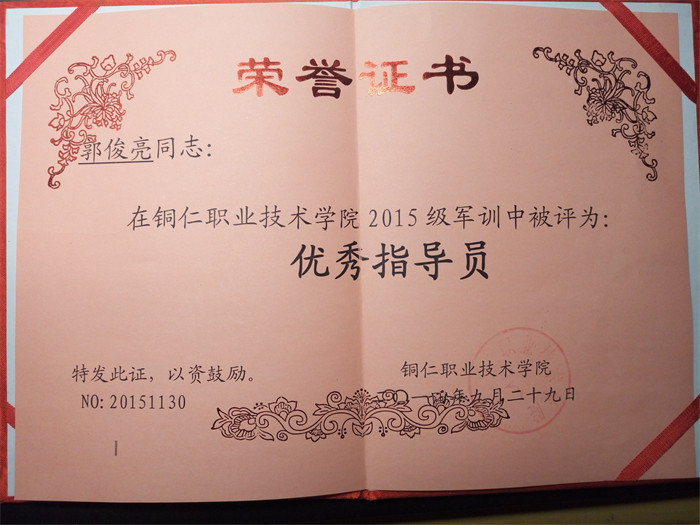 荣誉证书
郭俊亮同志：
在铜仁职业技术学院2015级军训中被评为：
优秀指导员
特发此证，以资鼓励。
铜仁职业技术学院
NO: 20151130
年九月二十九日